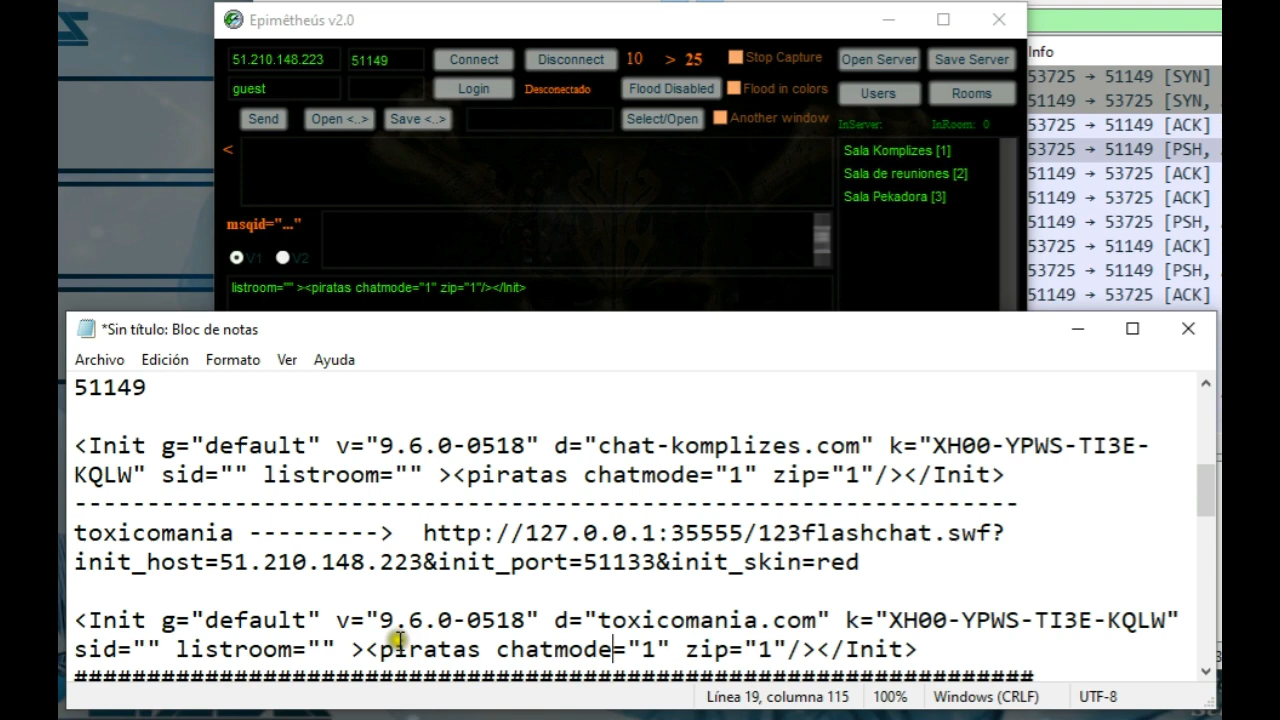 Epimêtheús v2.0
51.210.148.223 51149 Connect Disconnect 10 > 25 Stop Capture Open Server Save Server
guest Login Desconectado Flood Disabled Flood in colors Users Rooms
Send Open <..> Save <..> Select/Open Another window InServer: InRoom: 0
<
Sala Komplizes [1]
Sala de reuniones [2]
Sala Pekadora [3]
msqid="..."
V1 V2
listroom="" ><piratas chatmode="1" zip="1"/></Init>
Info
53725 → 51149 [SYN]
51149 → 53725 [SYN,
53725 → 51149 [ACK]
53725 → 51149 [PSH,
51149 → 53725 [ACK]
51149 → 53725 [ACK]
51149 → 53725 [PSH,
53725 → 51149 [ACK]
53725 → 51149 [PSH,
51149 → 53725 [ACK]
*Sin título: Bloc de notas
Archivo Edición Formato Ver Ayuda
51149
<Init g="default" v="9.6.0-0518" d="chat-komplizes.com" k="XH00-YPWS-TI3E-
KQLW" sid="" listroom="" ><piratas chatmode="1" zip="1"/></Init>
-----------------------------------------------------------------
toxicomania ---------> http://127.0.0.1:35555/123flashchat.swf?
init_host=51.210.148.223&init_port=51133&init_skin=red
<Init g="default" v="9.6.0-0518" d="toxicomania.com" k="XH00-YPWS-TI3E-KQLW"
sid="" listroom="" ><piratas chatmode="1" zip="1"/></Init>
##################################################################
Línea 19, columna 115 100% Windows (CRLF) UTF-8